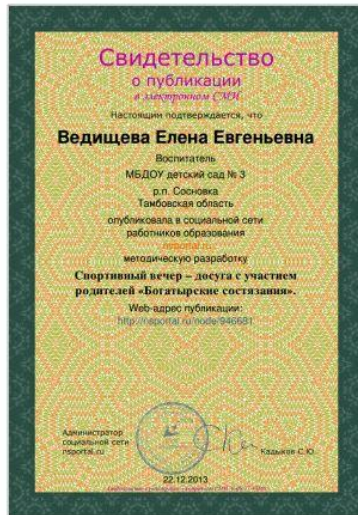 Свидетельство
о публикации
в электронном СМИ
Настоящим подтверждается, что
Ведищева Елена Евгеньевна
Воспитатель
МБДОУ детский сад № 3
р.п. Сосновка
Тамбовская область
опубликовала в социальной сети
работников образования
nsportal.ru
методическую разработку
Спортивный вечер – досуга с участием
родителей «Богатырские состязания».
Web-адрес публикации:
http://nsportal.ru/node/946681
Администратор
социальной сети
nsportal.ru
Кадыков С.Ю.
22.12.2013